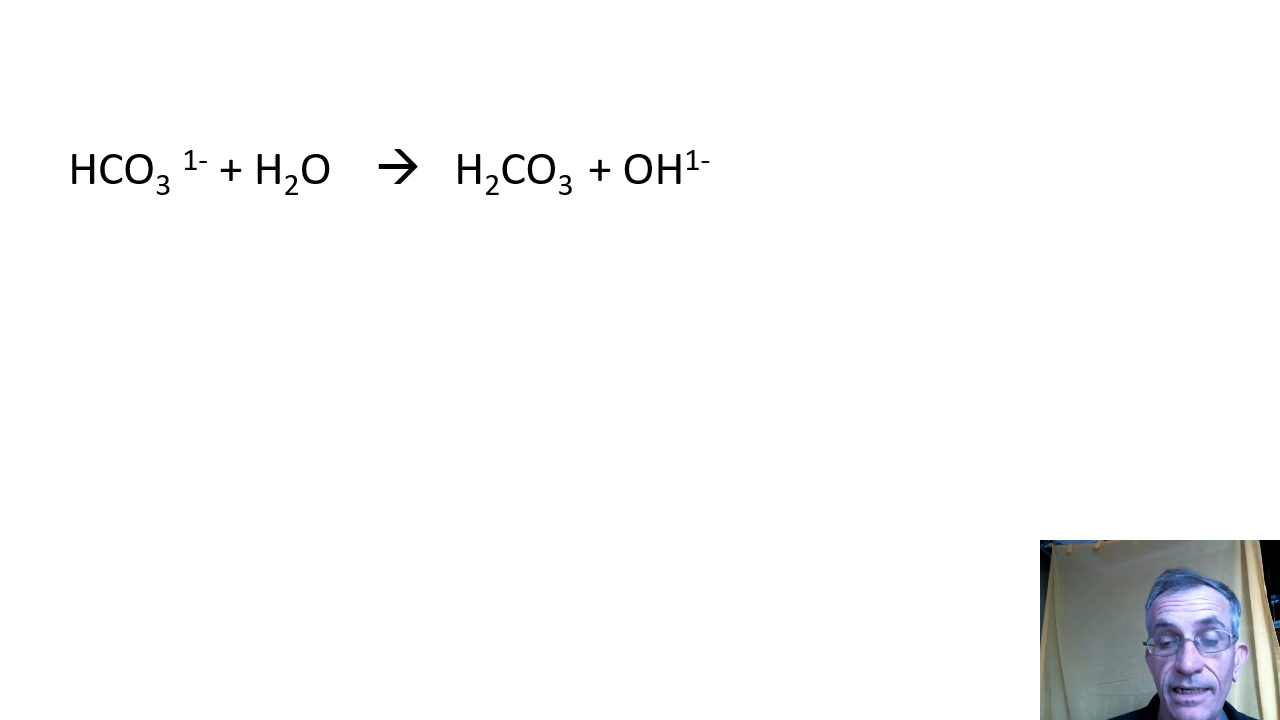 HCO₃ ¹⁻ + H₂O → H₂CO₃ + OH¹⁻